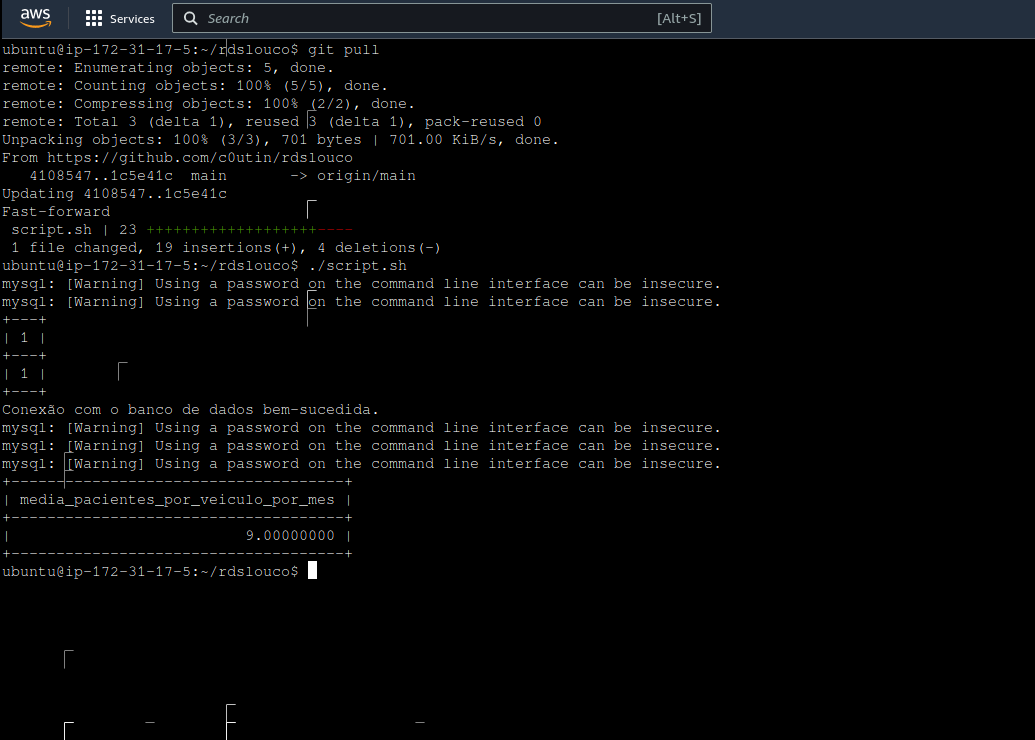 aws Services Search [Alt+S]
ubuntu@ip-172-31-17-5:~/rdslouco$ git pull
remote: Enumerating objects: 5, done.
remote: Counting objects: 100% (5/5), done.
remote: Compressing objects: 100% (2/2), done.
remote: Total 3 (delta 1), reused 3 (delta 1), pack-reused 0
Unpacking objects: 100% (3/3), 701 bytes | 701.00 KiB/s, done.
From https://github.com/c0utin/rdslouco
   4108547..1c5e41c  main       -> origin/main
Updating 4108547..1c5e41c
Fast-forward
 script.sh | 23 +++++++++++++++++++----
 1 file changed, 19 insertions(+), 4 deletions(-)
ubuntu@ip-172-31-17-5:~/rdslouco$ ./script.sh
mysql: [Warning] Using a password on the command line interface can be insecure.
mysql: [Warning] Using a password on the command line interface can be insecure.
+---+
| 1 |
+---+
| 1 |
+---+
Conexão com o banco de dados bem-sucedida.
mysql: [Warning] Using a password on the command line interface can be insecure.
mysql: [Warning] Using a password on the command line interface can be insecure.
mysql: [Warning] Using a password on the command line interface can be insecure.
+-------------------------------------+
| media_pacientes_por_veiculo_por_mes |
+-------------------------------------+
|                          9.00000000 |
+-------------------------------------+
ubuntu@ip-172-31-17-5:~/rdslouco$